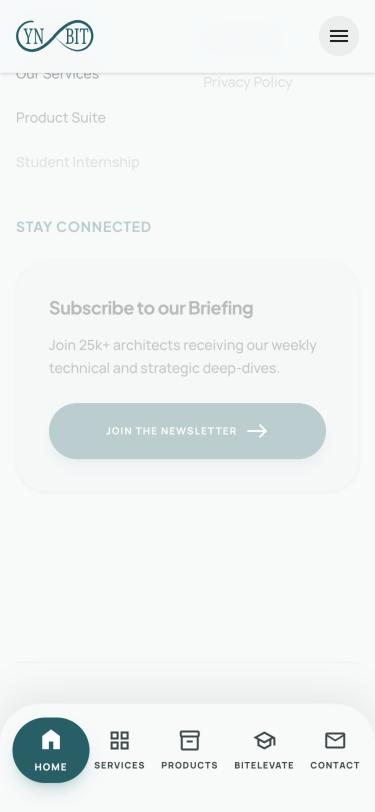 YN BIT
Our Services
Privacy Policy
Product Suite
Student Internship
STAY CONNECTED
Subscribe to our Briefing
Join 25k+ architects receiving our weekly
technical and strategic deep-dives.
JOIN THE NEWSLETTER
HOME
SERVICES
PRODUCTS
BITELEVATE
CONTACT